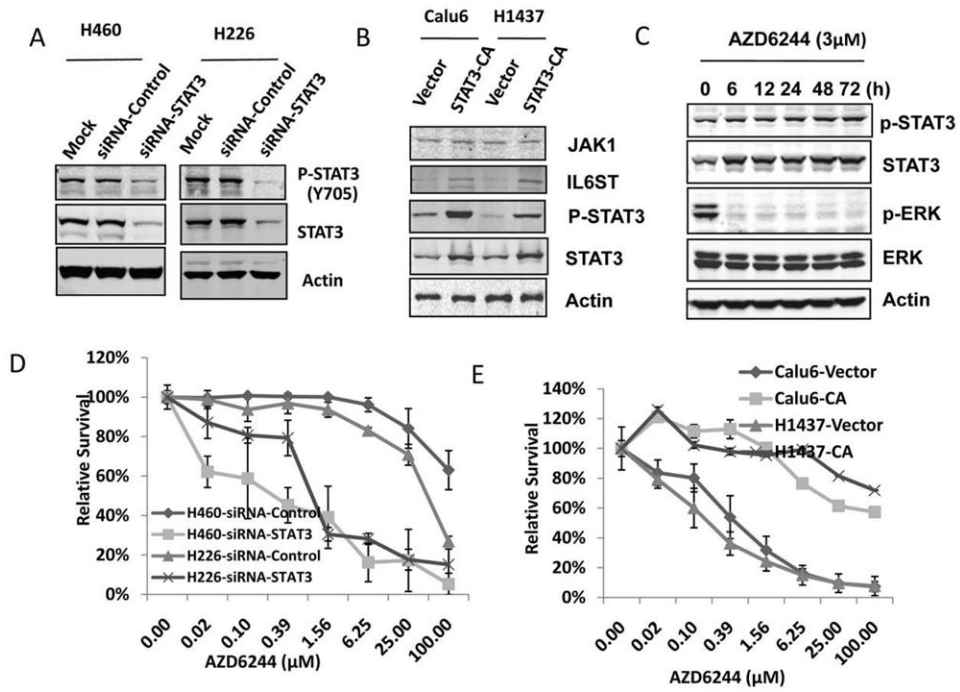 A
H460
H226
Mock
siRNA-Control
siRNA-STAT3
Mock
siRNA-Control
siRNA-STAT3
P-STAT3
(Y705)
STAT3
Actin
B
Calu6
H1437
Vector
STAT3-CA
Vector
STAT3-CA
JAK1
IL6ST
P-STAT3
STAT3
Actin
C
AZD6244 (3μM)
0 6 12 24 48 72 (h)
p-STAT3
STAT3
p-ERK
ERK
Actin
D
Relative Survival
120%
100%
80%
60%
40%
20%
0%
H460-siRNA-Control
H460-siRNA-STAT3
H226-siRNA-Control
H226-siRNA-STAT3
0.00 0.02 0.10 0.39 1.56 6.25 25.00 100.00
AZD6244 (μM)
E
Relative Survival
140%
120%
100%
80%
60%
40%
20%
0%
Calu6-Vector
Calu6-CA
H1437-Vector
H1437-CA
0.00 0.02 0.10 0.39 1.56 6.25 25.00 100.00
AZD6244 (μM)